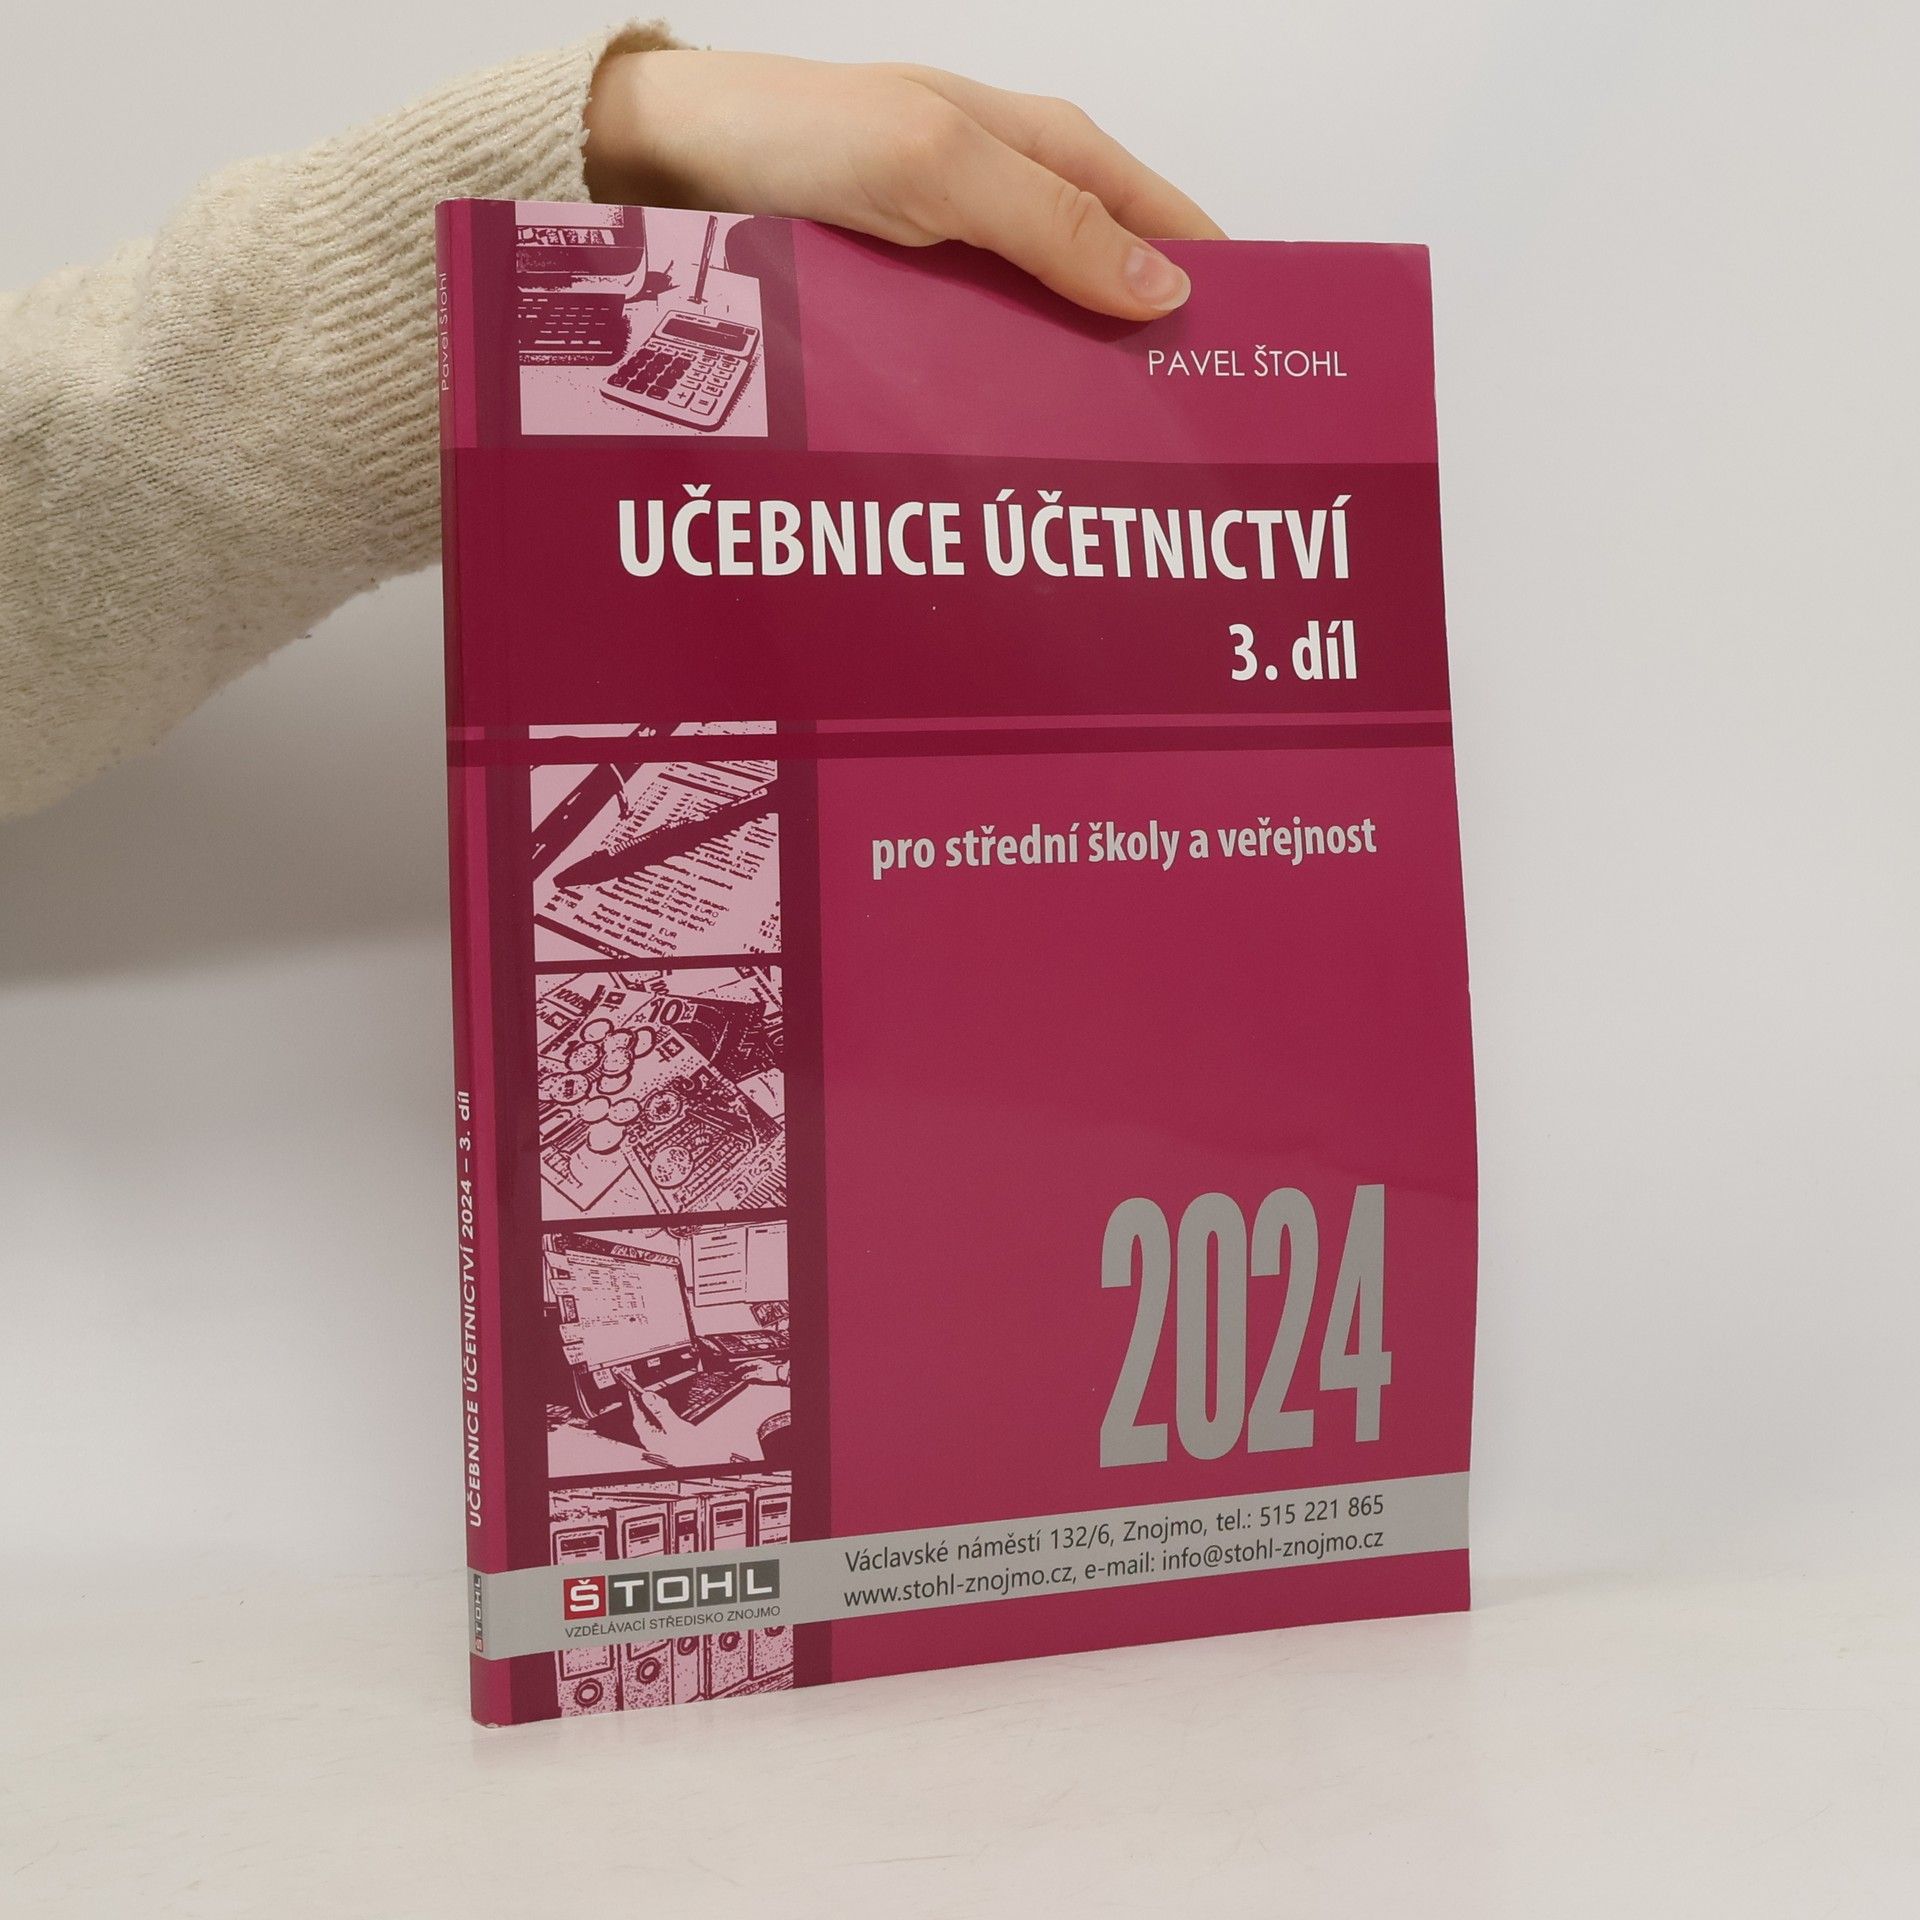 PAVEL ŠTOHL
UČEBNICE ÚČETNICTVÍ
3. díl
pro střední školy a veřejnost
2024
Václavské náměstí 132/6, Znojmo, tel.: 515 221 865
www.stohl-znojmo.cz, e-mail: info@stohl-znojmo.cz
ŠTOHL
VZDĚLÁVACÍ STŘEDISKO ZNOJMO
Pavel Štohl
UČEBNICE ÚČETNICTVÍ 2024 – 3. díl
ŠTOHL